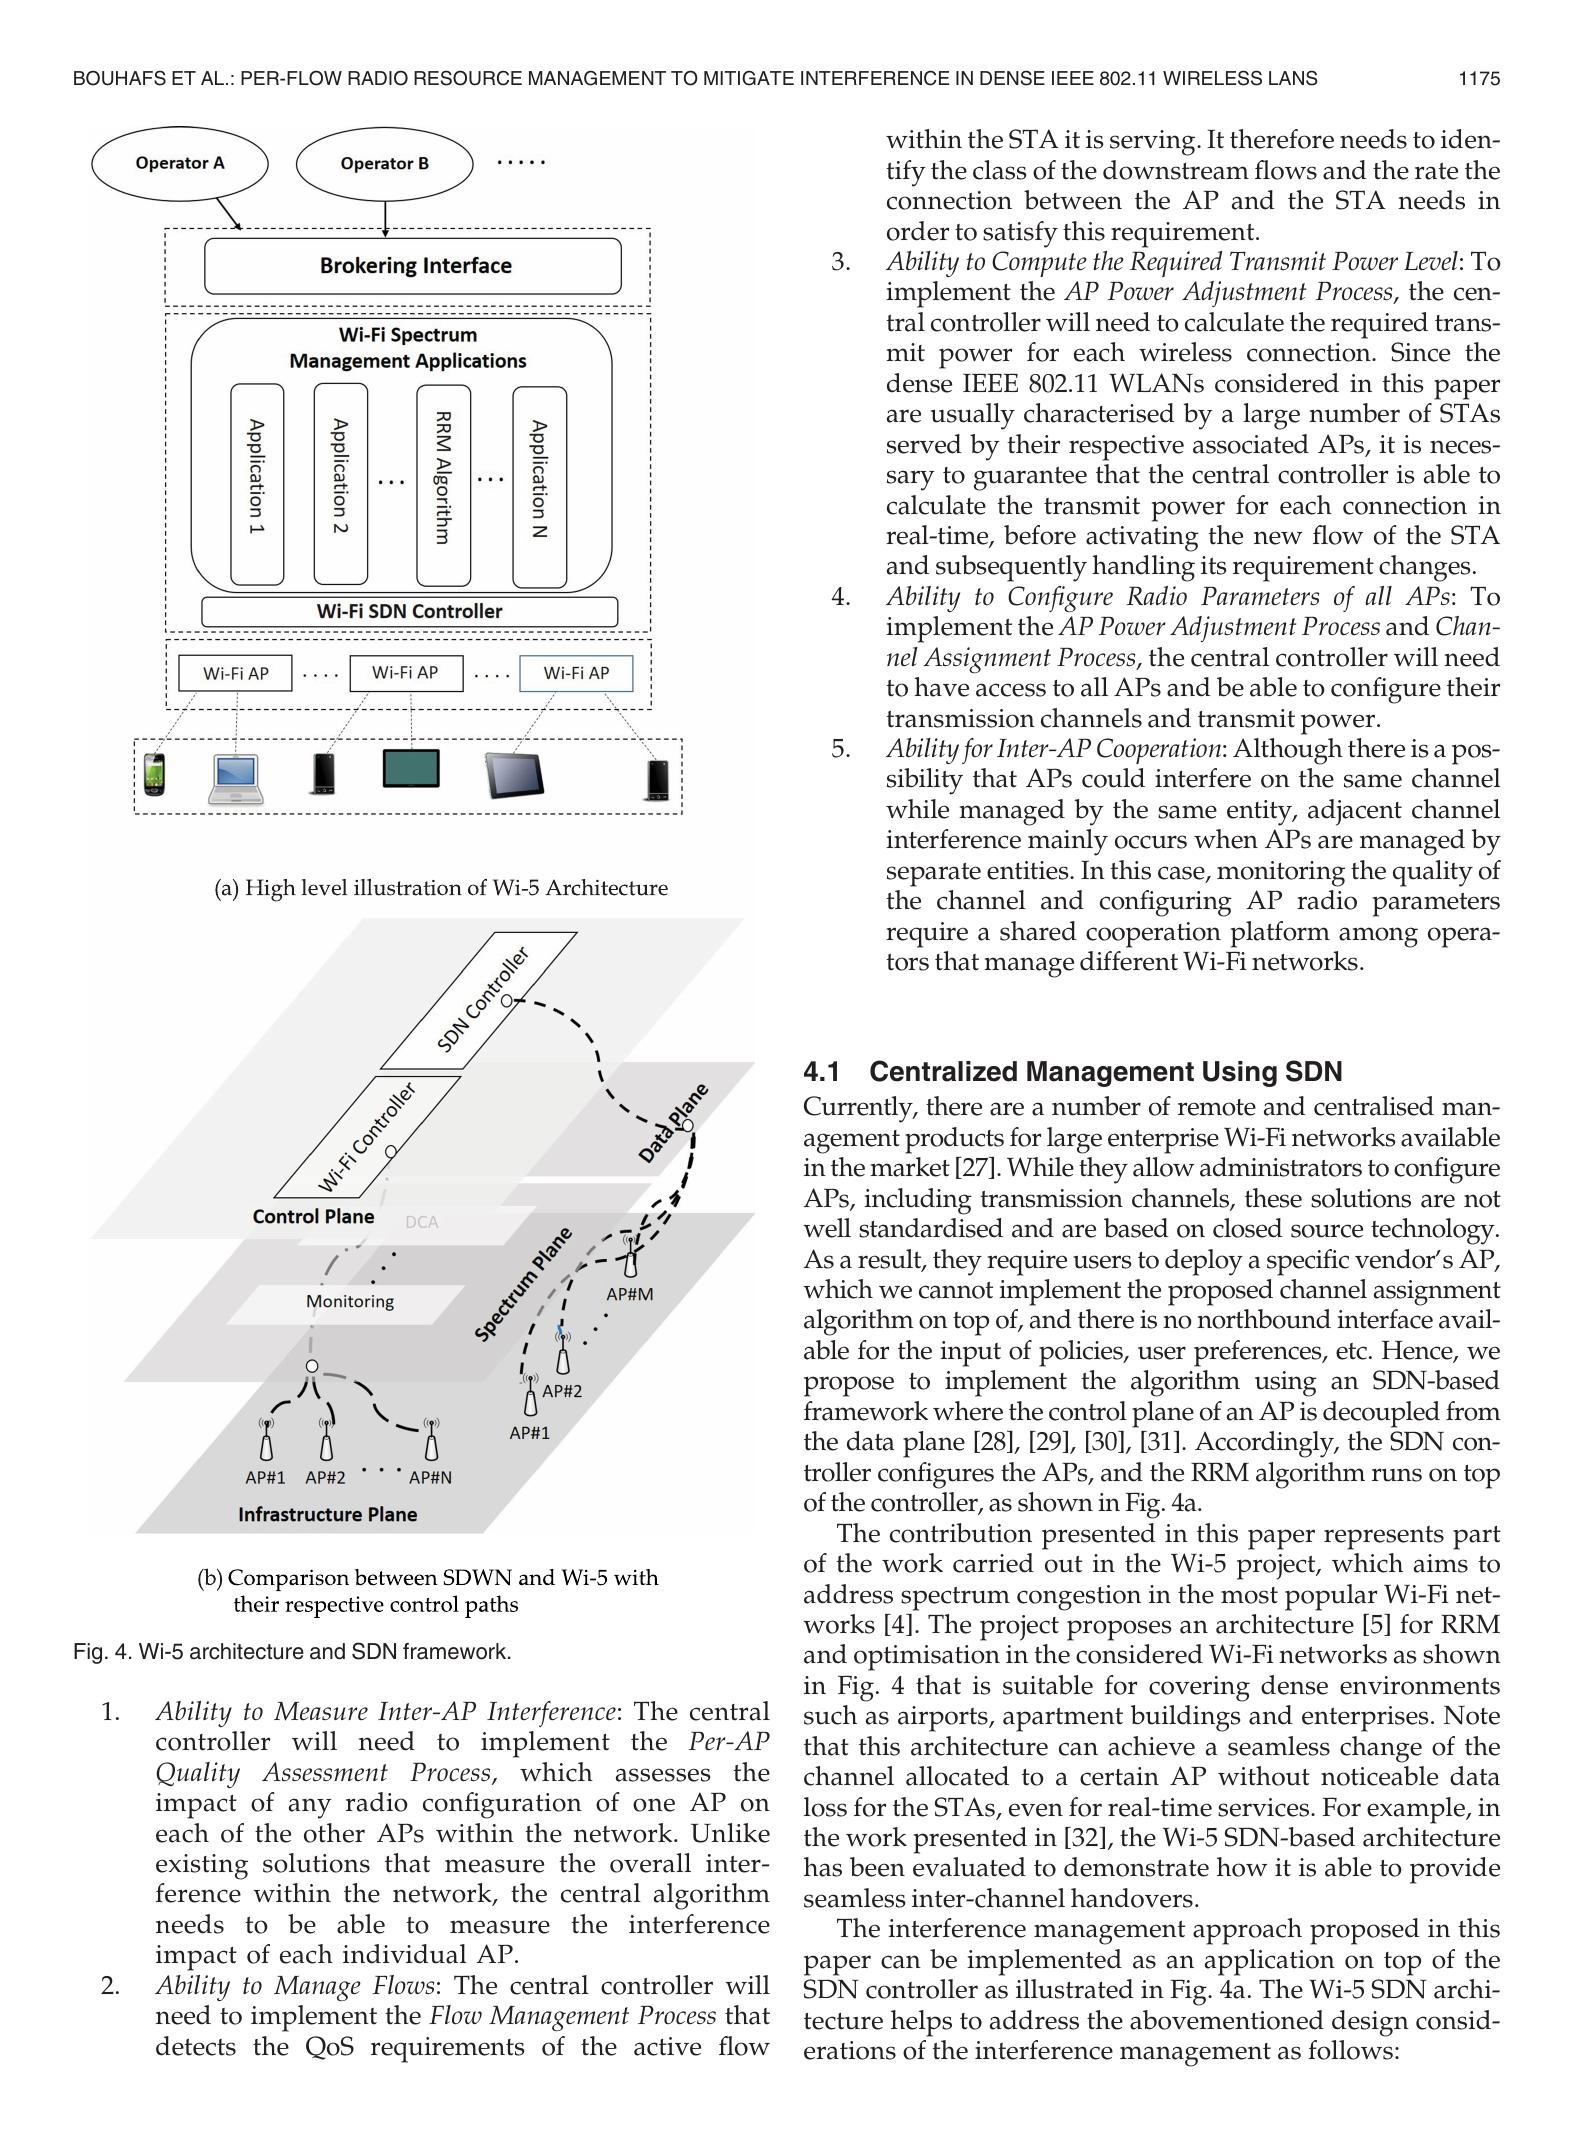 BOUHAFS ET AL.: PER-FLOW RADIO RESOURCE MANAGEMENT TO MITIGATE INTERFERENCE IN DENSE IEEE 802.11 WIRELESS LANS 1175
Operator A
Operator B
.....
Brokering Interface
Wi-Fi Spectrum
Management Applications
Application 1
Application 2
...
RRM Algorithm
...
Application N
Wi-Fi SDN Controller
Wi-Fi AP
....
Wi-Fi AP
....
Wi-Fi AP
(a) High level illustration of Wi-5 Architecture
SDN Controller
Wi-Fi Controller
Data Plane
Control Plane
DCA
Spectrum Plane
Monitoring
AP#M
AP#2
AP#1
AP#1
AP#2
...
AP#N
Infrastructure Plane
(b) Comparison between SDWN and Wi-5 with
their respective control paths
Fig. 4. Wi-5 architecture and SDN framework.
1. Ability to Measure Inter-AP Interference: The central
controller will need to implement the Per-AP
Quality Assessment Process, which assesses the
impact of any radio configuration of one AP on
each of the other APs within the network. Unlike
existing solutions that measure the overall inter-
ference within the network, the central algorithm
needs to be able to measure the interference
impact of each individual AP.
2. Ability to Manage Flows: The central controller will
need to implement the Flow Management Process that
detects the QoS requirements of the active flow
within the STA it is serving. It therefore needs to iden-
tify the class of the downstream flows and the rate the
connection between the AP and the STA needs in
order to satisfy this requirement.
3. Ability to Compute the Required Transmit Power Level: To
implement the AP Power Adjustment Process, the cen-
tral controller will need to calculate the required trans-
mit power for each wireless connection. Since the
dense IEEE 802.11 WLANs considered in this paper
are usually characterised by a large number of STAs
served by their respective associated APs, it is neces-
sary to guarantee that the central controller is able to
calculate the transmit power for each connection in
real-time, before activating the new flow of the STA
and subsequently handling its requirement changes.
4. Ability to Configure Radio Parameters of all APs: To
implement the AP Power Adjustment Process and Chan-
nel Assignment Process, the central controller will need
to have access to all APs and be able to configure their
transmission channels and transmit power.
5. Ability for Inter-AP Cooperation: Although there is a pos-
sibility that APs could interfere on the same channel
while managed by the same entity, adjacent channel
interference mainly occurs when APs are managed by
separate entities. In this case, monitoring the quality of
the channel and configuring AP radio parameters
require a shared cooperation platform among opera-
tors that manage different Wi-Fi networks.
4.1 Centralized Management Using SDN
Currently, there are a number of remote and centralised man-
agement products for large enterprise Wi-Fi networks available
in the market [27]. While they allow administrators to configure
APs, including transmission channels, these solutions are not
well standardised and are based on closed source technology.
As a result, they require users to deploy a specific vendor's AP,
which we cannot implement the proposed channel assignment
algorithm on top of, and there is no northbound interface avail-
able for the input of policies, user preferences, etc. Hence, we
propose to implement the algorithm using an SDN-based
framework where the control plane of an AP is decoupled from
the data plane [28], [29], [30], [31]. Accordingly, the SDN con-
troller configures the APs, and the RRM algorithm runs on top
of the controller, as shown in Fig. 4a.
The contribution presented in this paper represents part
of the work carried out in the Wi-5 project, which aims to
address spectrum congestion in the most popular Wi-Fi net-
works [4]. The project proposes an architecture [5] for RRM
and optimisation in the considered Wi-Fi networks as shown
in Fig. 4 that is suitable for covering dense environments
such as airports, apartment buildings and enterprises. Note
that this architecture can achieve a seamless change of the
channel allocated to a certain AP without noticeable data
loss for the STAs, even for real-time services. For example, in
the work presented in [32], the Wi-5 SDN-based architecture
has been evaluated to demonstrate how it is able to provide
seamless inter-channel handovers.
The interference management approach proposed in this
paper can be implemented as an application on top of the
SDN controller as illustrated in Fig. 4a. The Wi-5 SDN archi-
tecture helps to address the abovementioned design consid-
erations of the interference management as follows: